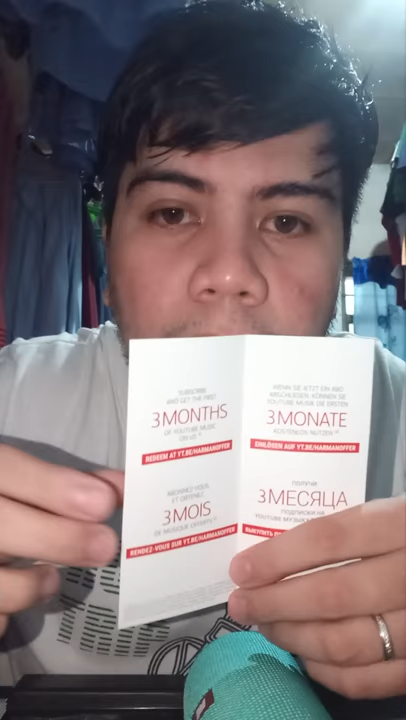 SUBSCRIBE
AND GET THE FIRST
3 MONTHS
OF YOUTUBE MUSIC
ON US
REDEEM AT YT.BE/HARMANOFFER
ABONNEZ-VOUS
ET OBTENEZ
3 MOIS
DE MUSIQUE OFFERTS
RENDEZ-VOUS SUR YT.BE/HARMANOFFER
WENN SIE JETZT EIN ABO
ABSCHLIEßEN, KÖNNEN SIE
YOUTUBE MUSIK DIE ERSTEN
3 MONATE
KOSTENLOS NUTZEN
EINLÖSEN AUF YT.BE/HARMANOFFER
ПОЛУЧИ
3 МЕСЯЦА
ПОДПИСКИ НА
YOUTUBE МУЗЫКА